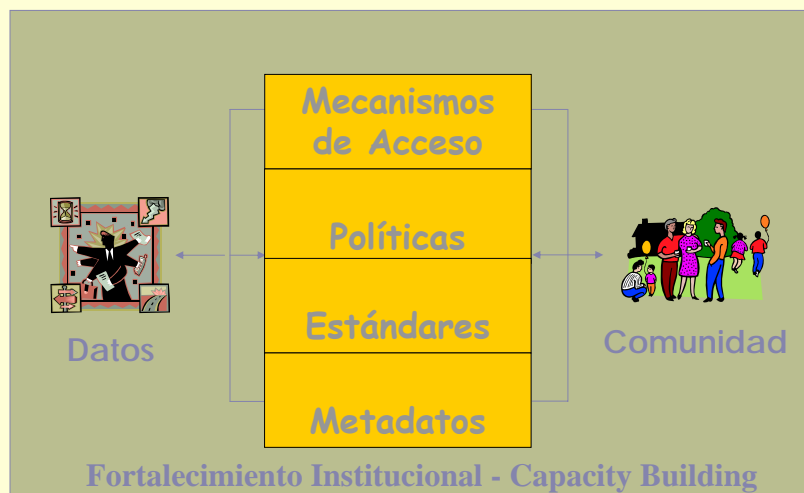 Mecanismos
de Acceso
Políticas
Estándares
Metadatos
Datos
Comunidad
Fortalecimiento Institucional - Capacity Building